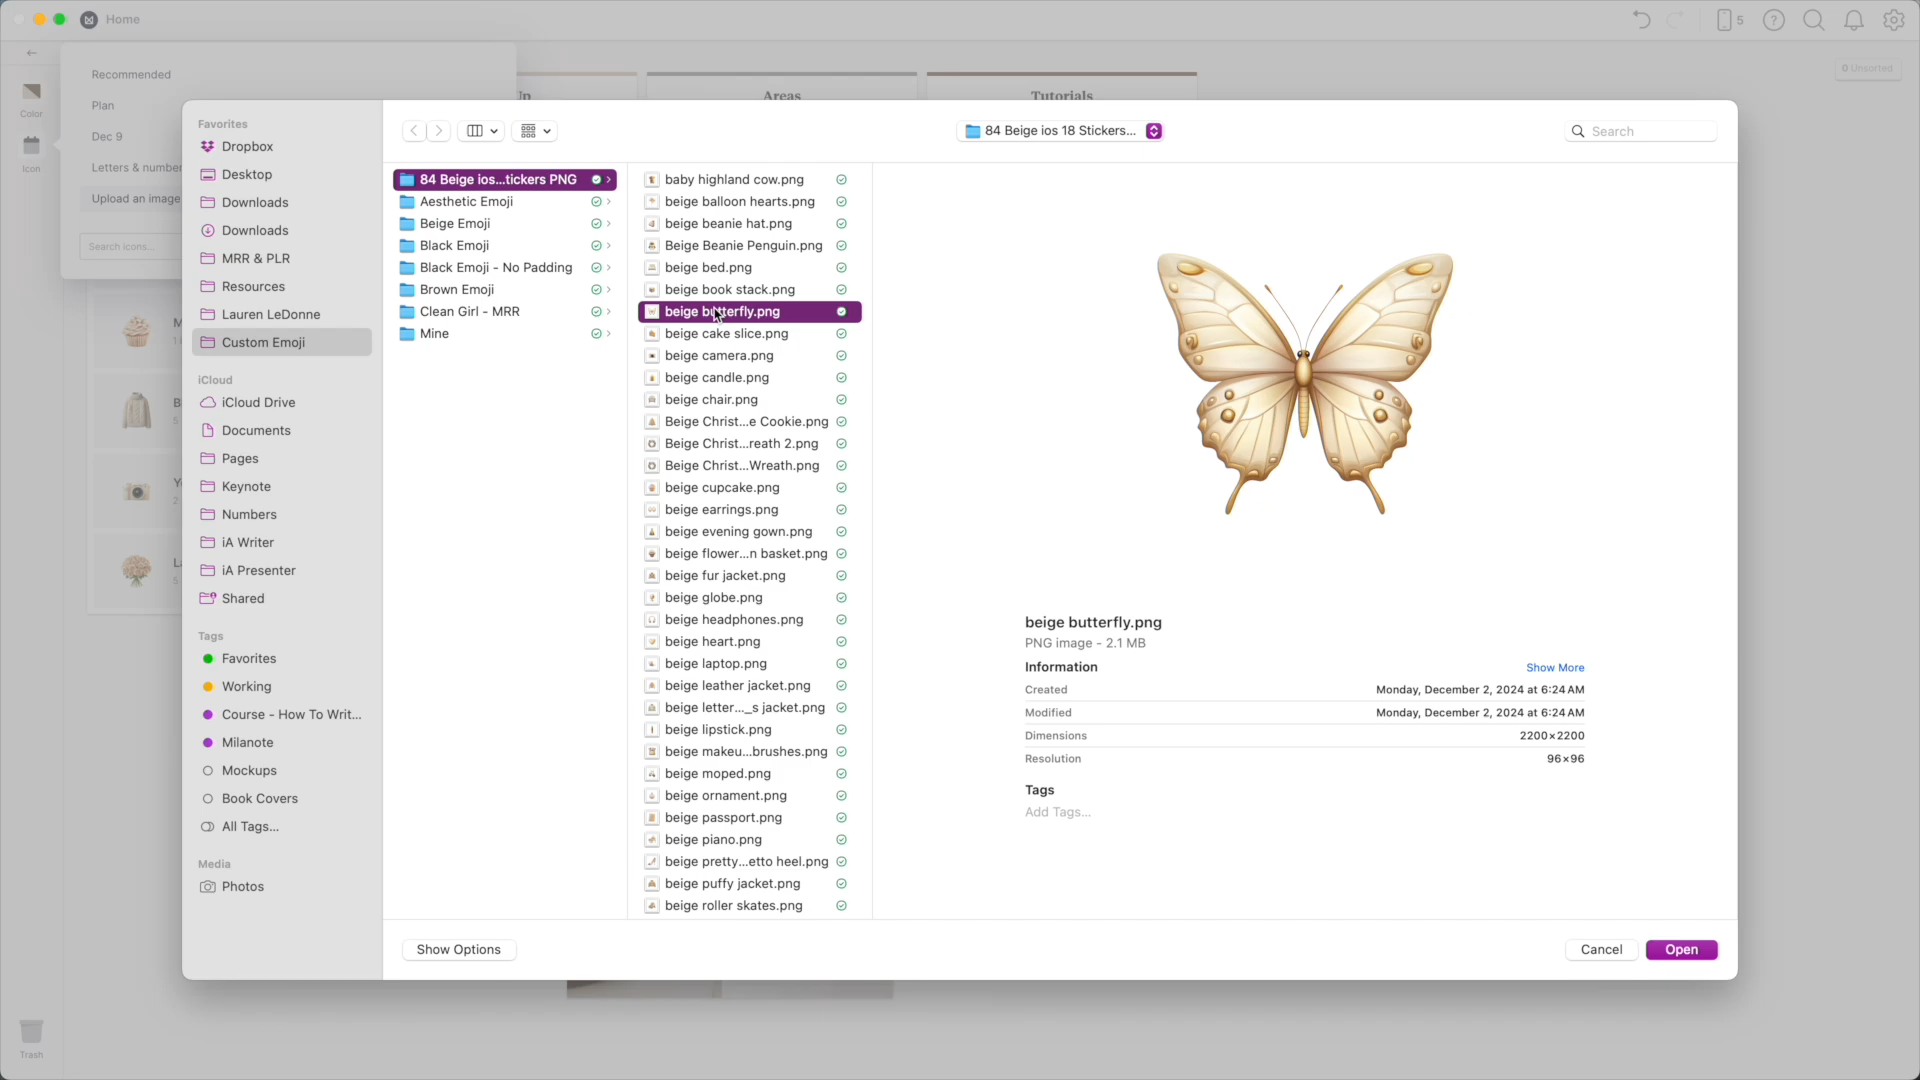 Home
5
Recommended
Plan
Dec 9
Letters & number
Upload an image
Search icons...
Color
Icon
Trash
Up
Areas
Tutorials
0 Unsorted
Favorites
Dropbox
Desktop
Downloads
Downloads
MRR & PLR
Resources
Lauren LeDonne
Custom Emoji
iCloud
iCloud Drive
Documents
Pages
Keynote
Numbers
iA Writer
iA Presenter
Shared
Tags
Favorites
Working
Course - How To Writ...
Milanote
Mockups
Book Covers
All Tags...
Media
Photos
84 Beige ios 18 Stickers...
Search
84 Beige ios...tickers PNG
Aesthetic Emoji
Beige Emoji
Black Emoji
Black Emoji - No Padding
Brown Emoji
Clean Girl - MRR
Mine
baby highland cow.png
beige balloon hearts.png
beige beanie hat.png
Beige Beanie Penguin.png
beige bed.png
beige book stack.png
beige butterfly.png
beige cake slice.png
beige camera.png
beige candle.png
beige chair.png
Beige Christ...e Cookie.png
Beige Christ...reath 2.png
Beige Christ...Wreath.png
beige cupcake.png
beige earrings.png
beige evening gown.png
beige flower...n basket.png
beige fur jacket.png
beige globe.png
beige headphones.png
beige heart.png
beige laptop.png
beige leather jacket.png
beige letter..._s jacket.png
beige lipstick.png
beige makeu...brushes.png
beige moped.png
beige ornament.png
beige passport.png
beige piano.png
beige pretty...etto heel.png
beige puffy jacket.png
beige roller skates.png
beige butterfly.png
PNG image - 2.1 MB
Information
Show More
Created Monday, December 2, 2024 at 6:24 AM
Modified Monday, December 2, 2024 at 6:24 AM
Dimensions 2200×2200
Resolution 96×96
Tags
Add Tags...
Show Options
Cancel
Open